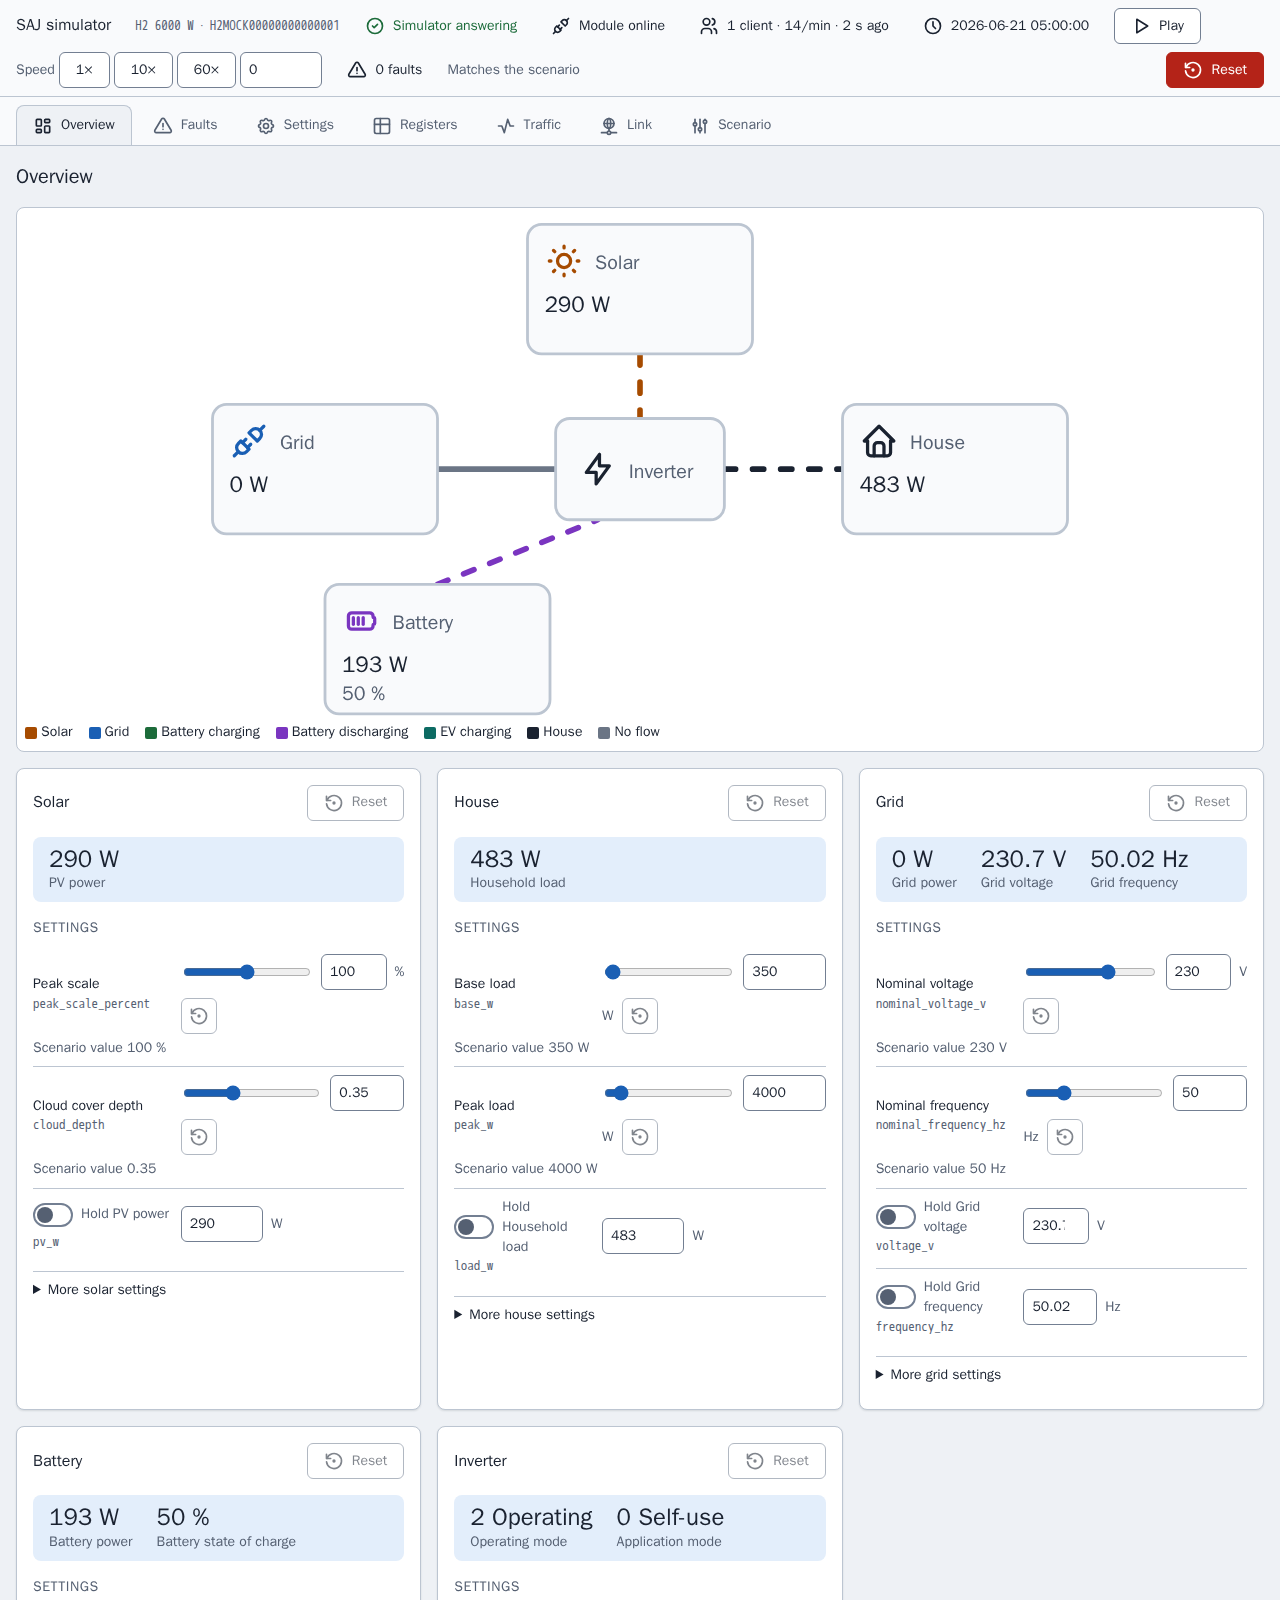 SAJ simulator
H2 6000 W · H2MOCK00000000000001
Simulator answering
Module online
1 client · 14/min · 2 s ago
2026-06-21 05:00:00
Play
Speed
1×
10×
60×
0
0 faults
Matches the scenario
Reset
Overview
Faults
Settings
Registers
Traffic
Link
Scenario
Overview
Solar
290 W
Grid
0 W
Inverter
House
483 W
Battery
193 W
50 %
Solar
Grid
Battery charging
Battery discharging
EV charging
House
No flow
Solar
Reset
290 W
PV power
SETTINGS
Peak scale
peak_scale_percent
100
%
Scenario value 100 %
Cloud cover depth
cloud_depth
0.35
Scenario value 0.35
Hold PV power
pv_w
290
W
More solar settings
House
Reset
483 W
Household load
SETTINGS
Base load
base_w
350
W
Scenario value 350 W
Peak load
peak_w
4000
W
Scenario value 4000 W
Hold
Household
load
load_w
483
W
More house settings
Grid
Reset
0 W
Grid power
230.7 V
Grid voltage
50.02 Hz
Grid frequency
SETTINGS
Nominal voltage
nominal_voltage_v
230
V
Scenario value 230 V
Nominal frequency
nominal_frequency_hz
50
Hz
Scenario value 50 Hz
Hold Grid
voltage
voltage_v
230.7
V
Hold Grid
frequency
frequency_hz
50.02
Hz
More grid settings
Battery
Reset
193 W
Battery power
50 %
Battery state of charge
SETTINGS
Inverter
Reset
2 Operating
Operating mode
0 Self-use
Application mode
SETTINGS